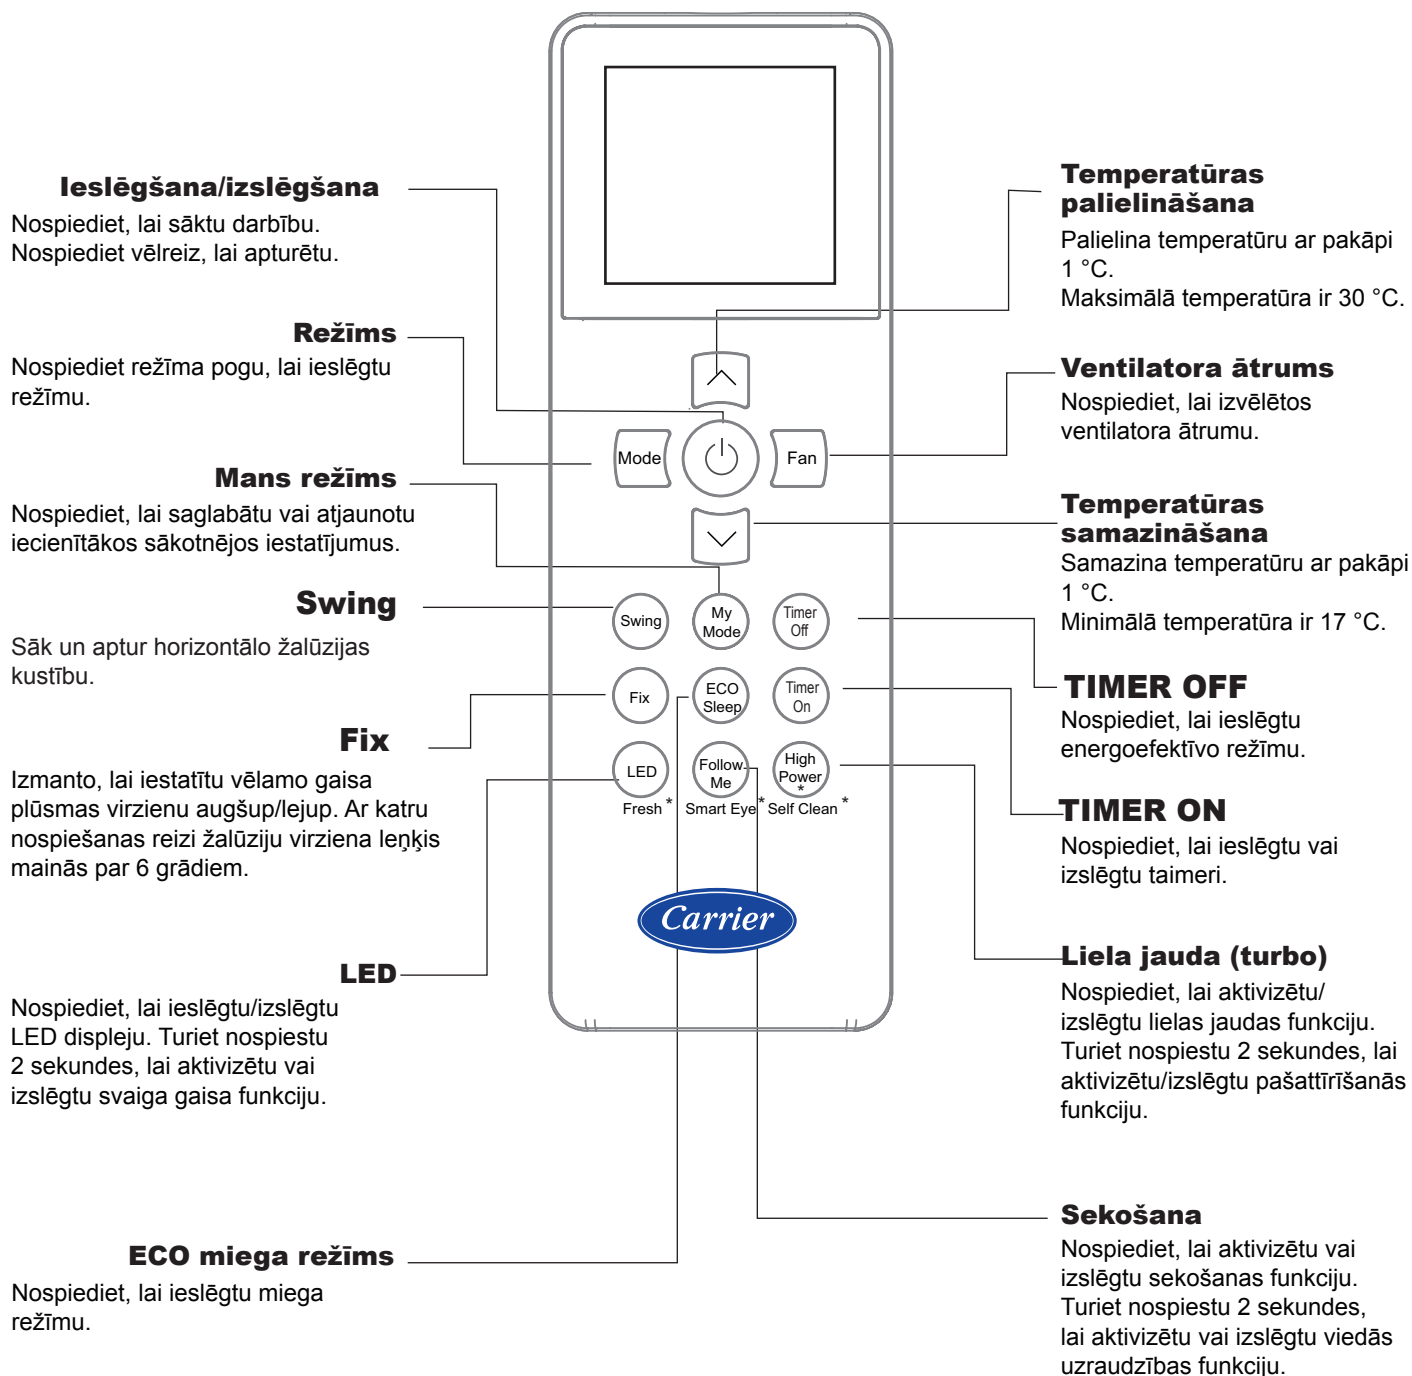 Ieslēgšana/izslēgšana
Nospiediet, lai sāktu darbību.
Nospiediet vēlreiz, lai apturētu.
Režīms
Nospiediet režīma pogu, lai ieslēgtu
režīmu.
Mans režīms
Nospiediet, lai saglabātu vai atjaunotu
iecienītākos sākotnējos iestatījumus.
Swing
Sāk un aptur horizontālo žalūzijas
kustību.
Fix
Izmanto, lai iestatītu vēlamo gaisa
plūsmas virzienu augšup/lejup. Ar katru
nospiešanas reizi žalūziju virziena leņķis
mainās par 6 grādiem.
LED
Nospiediet, lai ieslēgtu/izslēgtu
LED displeju. Turiet nospiestu
2 sekundes, lai aktivizētu vai
izslēgtu svaiga gaisa funkciju.
ECO miega režīms
Nospiediet, lai ieslēgtu miega
režīmu.
Mode
Fan
Swing
My
Mode
Timer
Off
Fix
ECO
Sleep
Timer
On
LED
Follow
Me
High
Power
*
Fresh *
Smart Eye *
Self Clean *
Carrier
Temperatūras
palielināšana
Palielina temperatūru ar pakāpi
1 °C.
Maksimālā temperatūra ir 30 °C.
Ventilatora ātrums
Nospiediet, lai izvēlētos
ventilatora ātrumu.
Temperatūras
samazināšana
Samazina temperatūru ar pakāpi
1 °C.
Minimālā temperatūra ir 17 °C.
TIMER OFF
Nospiediet, lai ieslēgtu
energoefektīvo režīmu.
TIMER ON
Nospiediet, lai ieslēgtu vai
izslēgtu taimeri.
Liela jauda (turbo)
Nospiediet, lai aktivizētu/
izslēgtu lielas jaudas funkciju.
Turiet nospiestu 2 sekundes, lai
aktivizētu/izslēgtu pašattīrīšanās
funkciju.
Sekošana
Nospiediet, lai aktivizētu vai
izslēgtu sekošanas funkciju.
Turiet nospiestu 2 sekundes,
lai aktivizētu vai izslēgtu viedās
uzraudzības funkciju.